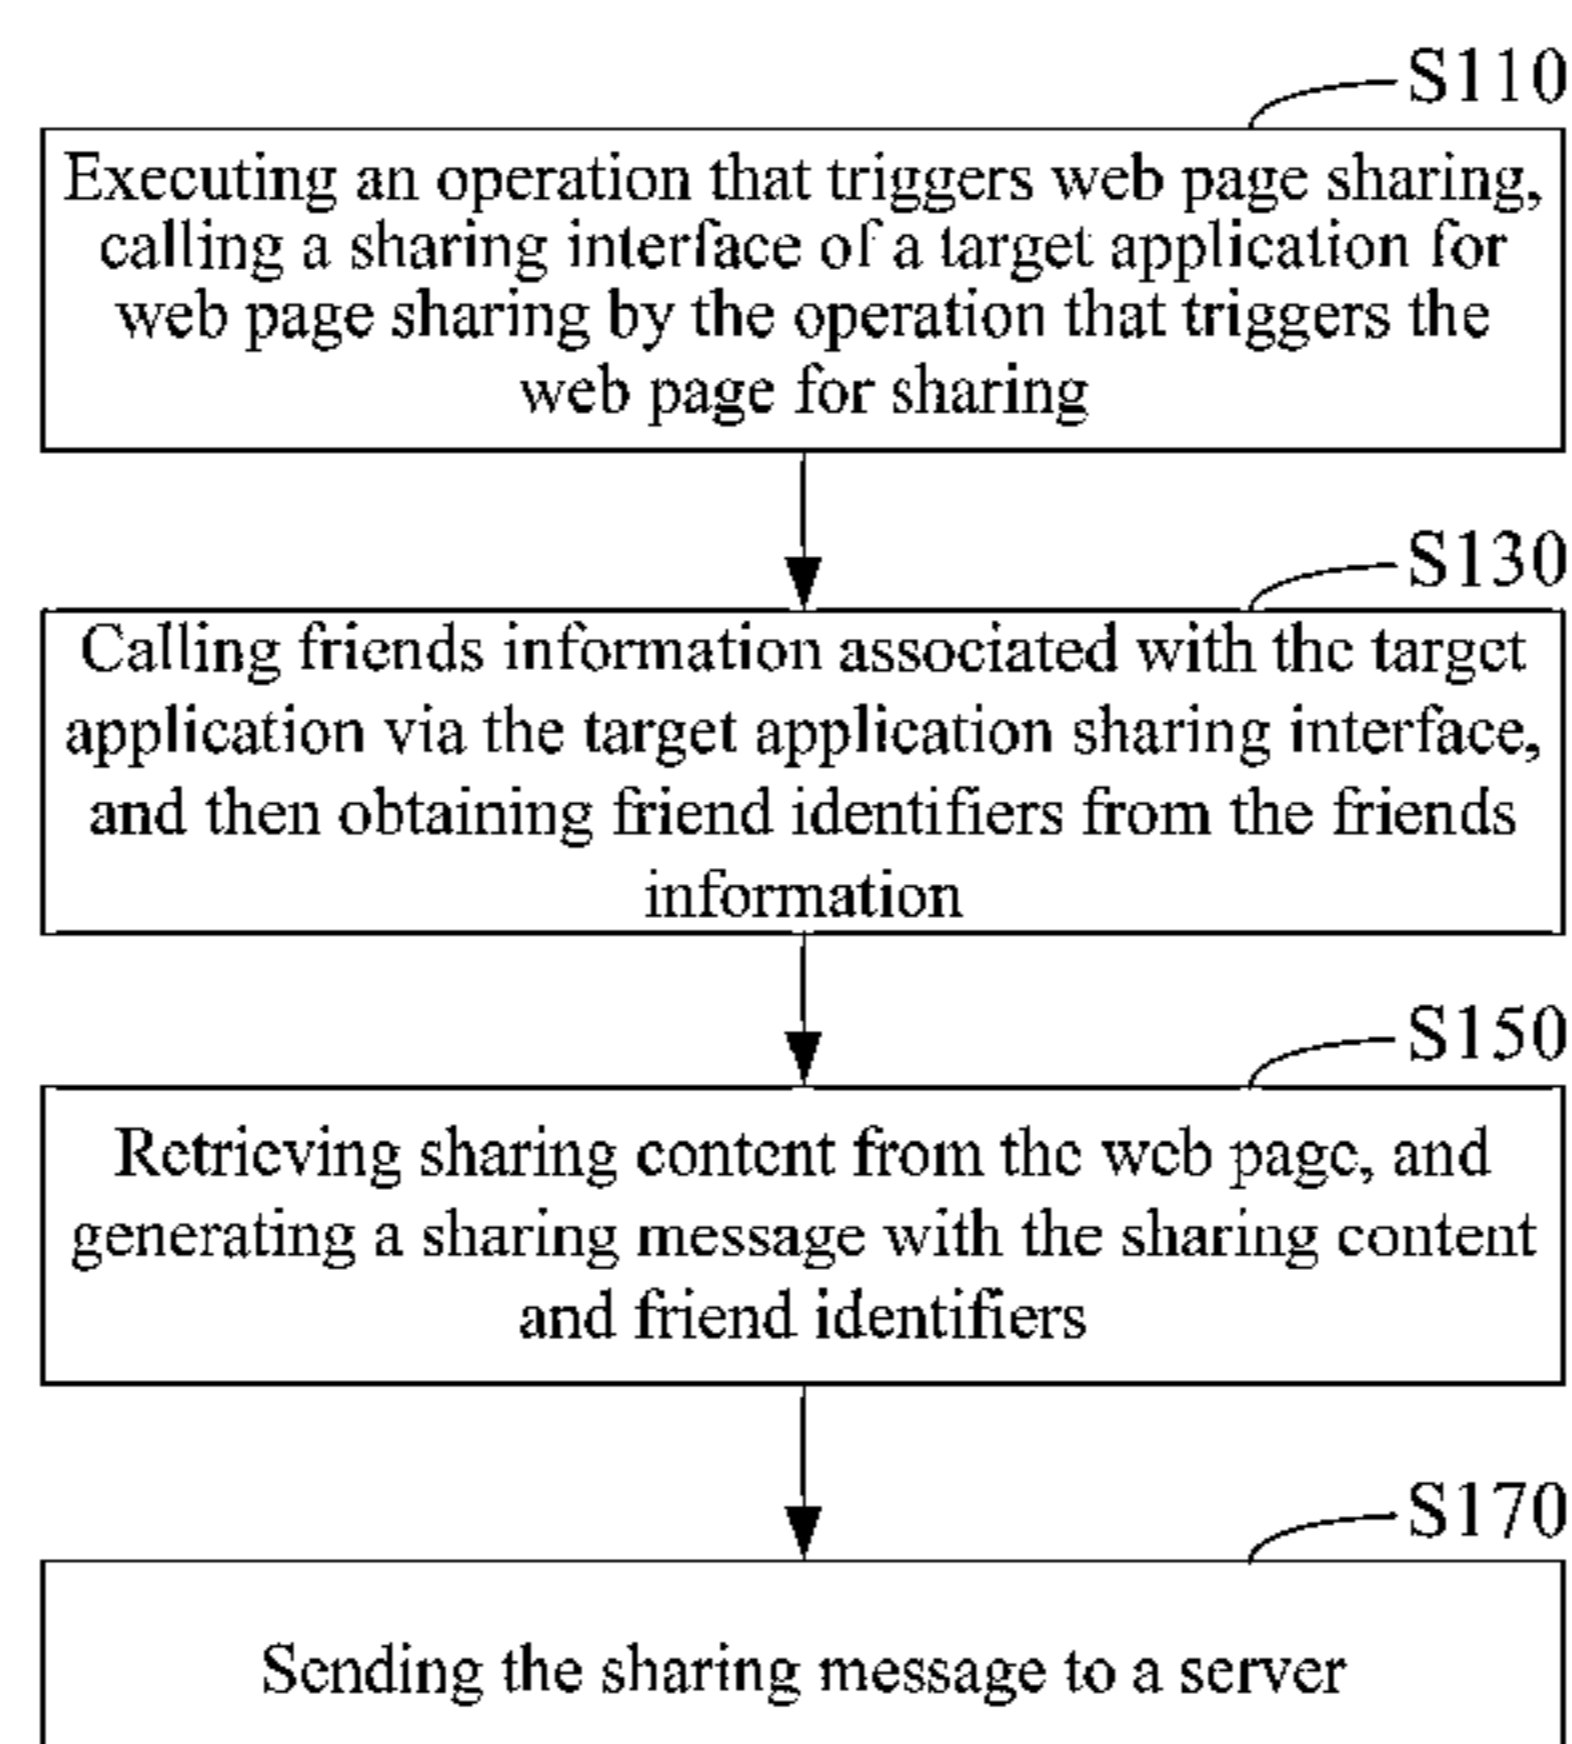 S110
Executing an operation that triggers web page sharing,
calling a sharing interface of a target application for
web page sharing by the operation that triggers the
web page for sharing
S130
Calling friends information associated with the target
application via the target application sharing interface,
and then obtaining friend identifiers from the friends
information
S150
Retrieving sharing content from the web page, and
generating a sharing message with the sharing content
and friend identifiers
S170
Sending the sharing message to a server